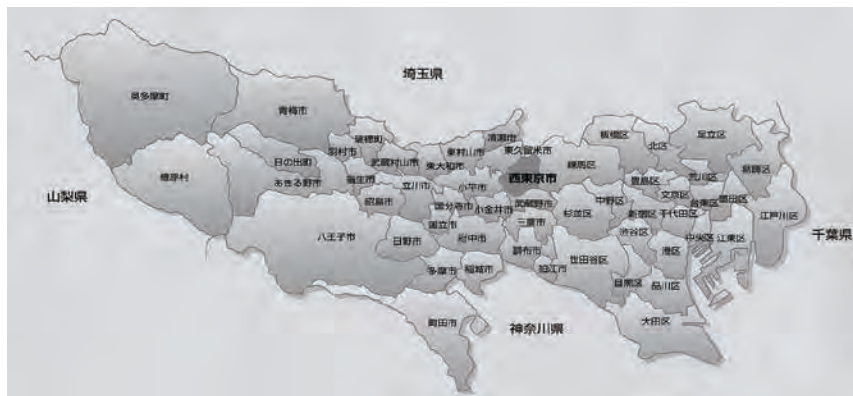 埼玉県
山梨県
千葉県
神奈川県
奥多摩町
青梅市
檜原村
日の出町
あきる野市
羽村市
瑞穂町
福生市
武蔵村山市
東大和市
東村山市
清瀬市
東久留米市
西東京市
立川市
昭島市
小平市
国分寺市
小金井市
武蔵野市
三鷹市
国立市
府中市
調布市
狛江市
八王子市
日野市
多摩市
稲城市
町田市
練馬区
板橋区
北区
足立区
葛飾区
荒川区
豊島区
文京区
台東区
墨田区
江戸川区
中野区
杉並区
新宿区
千代田区
渋谷区
中央区
江東区
港区
世田谷区
目黒区
品川区
大田区